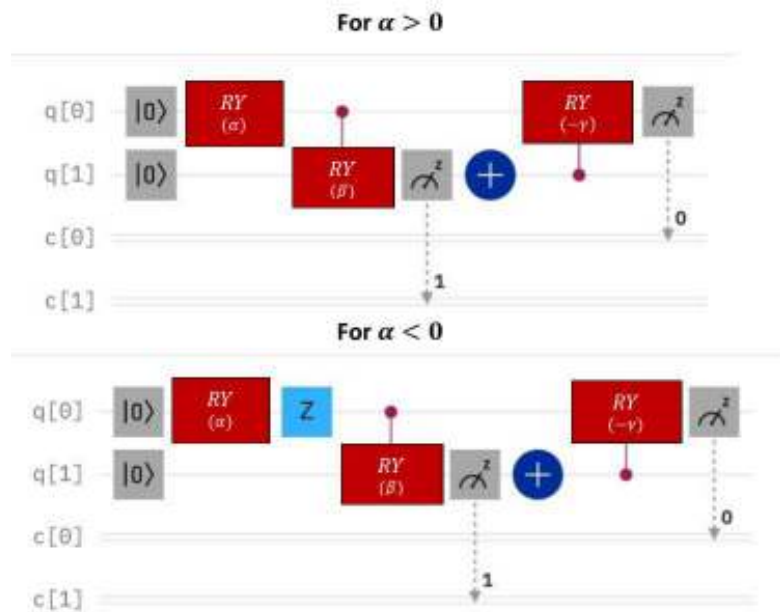 For α > 0
q[0] |0⟩ RY (α) RY (-γ) z
q[1] |0⟩ RY (β) z +
c[0] 0
c[1] 1
For α < 0
q[0] |0⟩ RY (α) Z RY (-γ) z
q[1] |0⟩ RY (β) z +
c[0] 0
c[1] 1